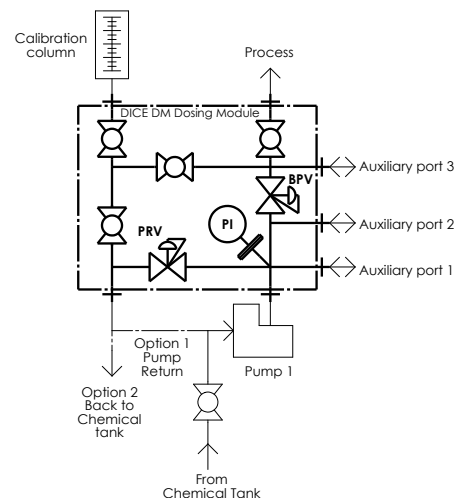 Calibration
column
Process
DICE DM Dosing Module
Auxiliary port 3
BPV
PI
Auxiliary port 2
PRV
Auxiliary port 1
Option 1
Pump
Return
Pump 1
Option 2
Back to
Chemical
tank
From
Chemical Tank